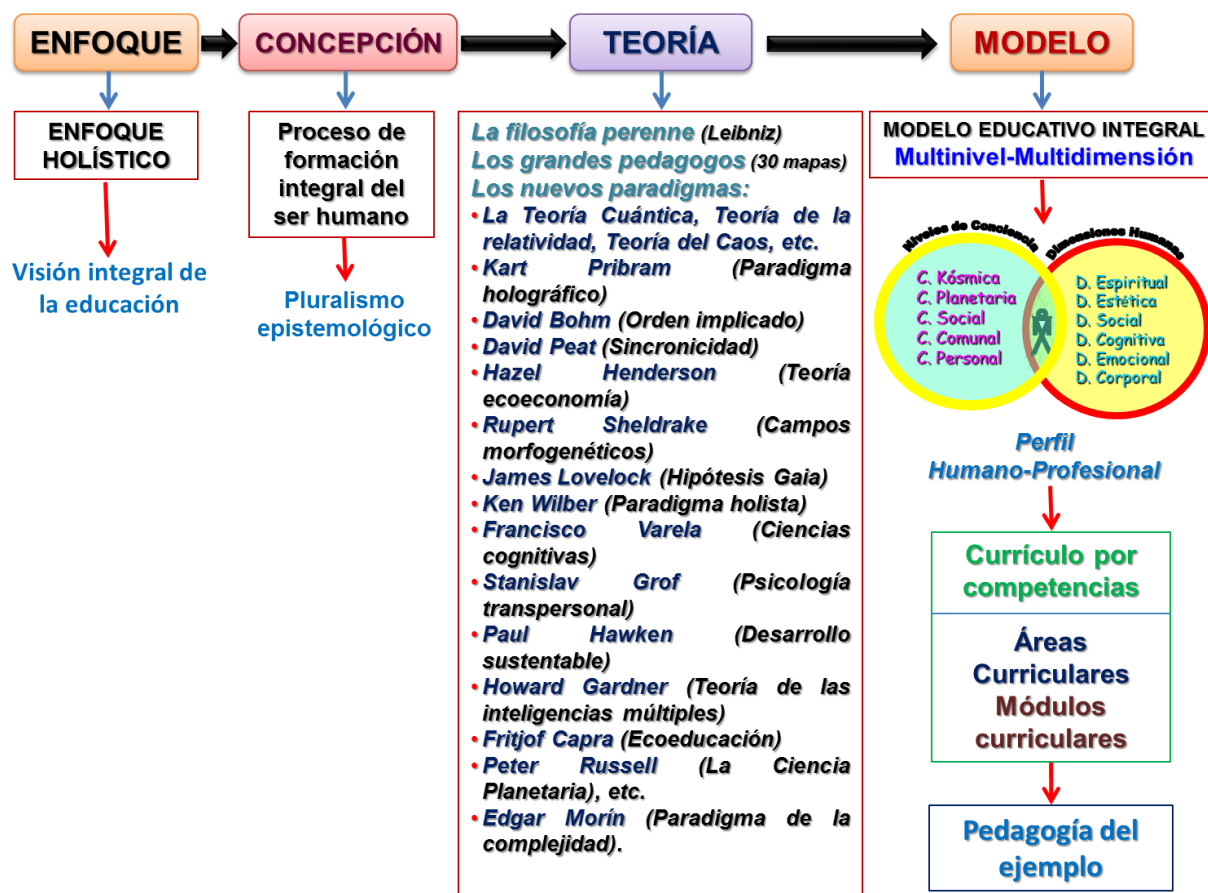 ENFOQUE
CONCEPCIÓN
TEORÍA
MODELO
ENFOQUE
HOLÍSTICO
Visión integral de
la educación
Proceso de
formación
integral del
ser humano
Pluralismo
epistemológico
La filosofía perenne (Leibniz)
Los grandes pedagogos (30 mapas)
Los nuevos paradigmas:
• La Teoría Cuántica, Teoría de la
relatividad, Teoría del Caos, etc.
• Kart Pribram (Paradigma
holográfico)
• David Bohm (Orden implicado)
• David Peat (Sincronicidad)
• Hazel Henderson (Teoría
ecoeconomía)
• Rupert Sheldrake (Campos
morfogenéticos)
• James Lovelock (Hipótesis Gaia)
• Ken Wilber (Paradigma holista)
• Francisco Varela (Ciencias
cognitivas)
• Stanislav Grof (Psicología
transpersonal)
• Paul Hawken (Desarrollo
sustentable)
• Howard Gardner (Teoría de las
inteligencias múltiples)
• Fritjof Capra (Ecoeducación)
• Peter Russell (La Ciencia
Planetaria), etc.
• Edgar Morín (Paradigma de la
complejidad).
MODELO EDUCATIVO INTEGRAL
Multinivel-Multidimensión
Niveles de Conciencia
C. Kósmica
C. Planetaria
C. Social
C. Comunal
C. Personal
Dimensiones Humanas
D. Espiritual
D. Estética
D. Social
D. Cognitiva
D. Emocional
D. Corporal
Perfil
Humano-Profesional
Currículo por
competencias
Áreas
Curriculares
Módulos
curriculares
Pedagogía del
ejemplo